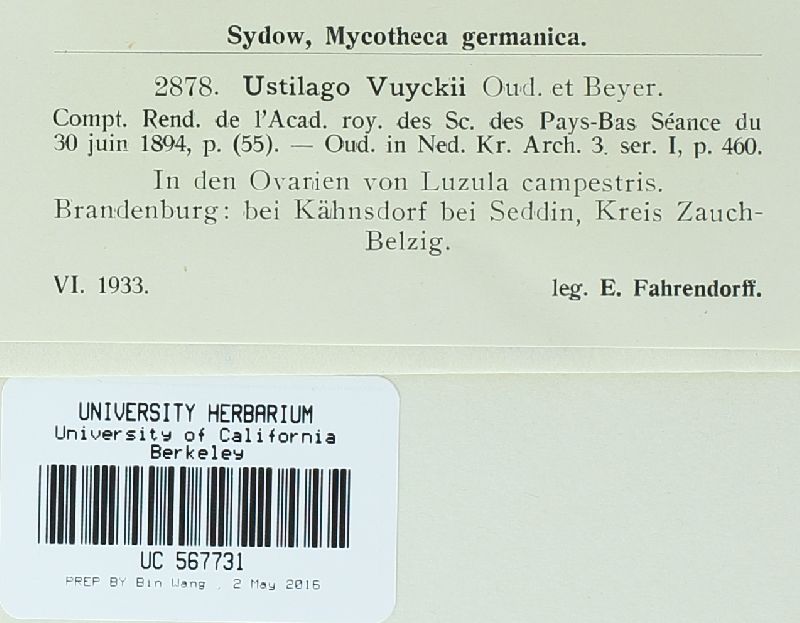 Sydow, Mycotheca germanica.
2878. Ustilago Vuyckii Oud. et Beyer.
Compt. Rend. de l'Acad. roy. des Sc. des Pays-Bas Séance du
30 juin 1894, p. (55). — Oud. in Ned. Kr. Arch. 3. ser. I, p. 460.
In den Ovarien von Luzula campestris.
Brandenburg: bei Kähnsdorf bei Seddin, Kreis Zauch-
Belzig.
VI. 1933. leg. E. Fahrendorff.
UNIVERSITY HERBARIUM
University of California
Berkeley
UC 567731
PREP BY Bin Wang , 2 May 2016